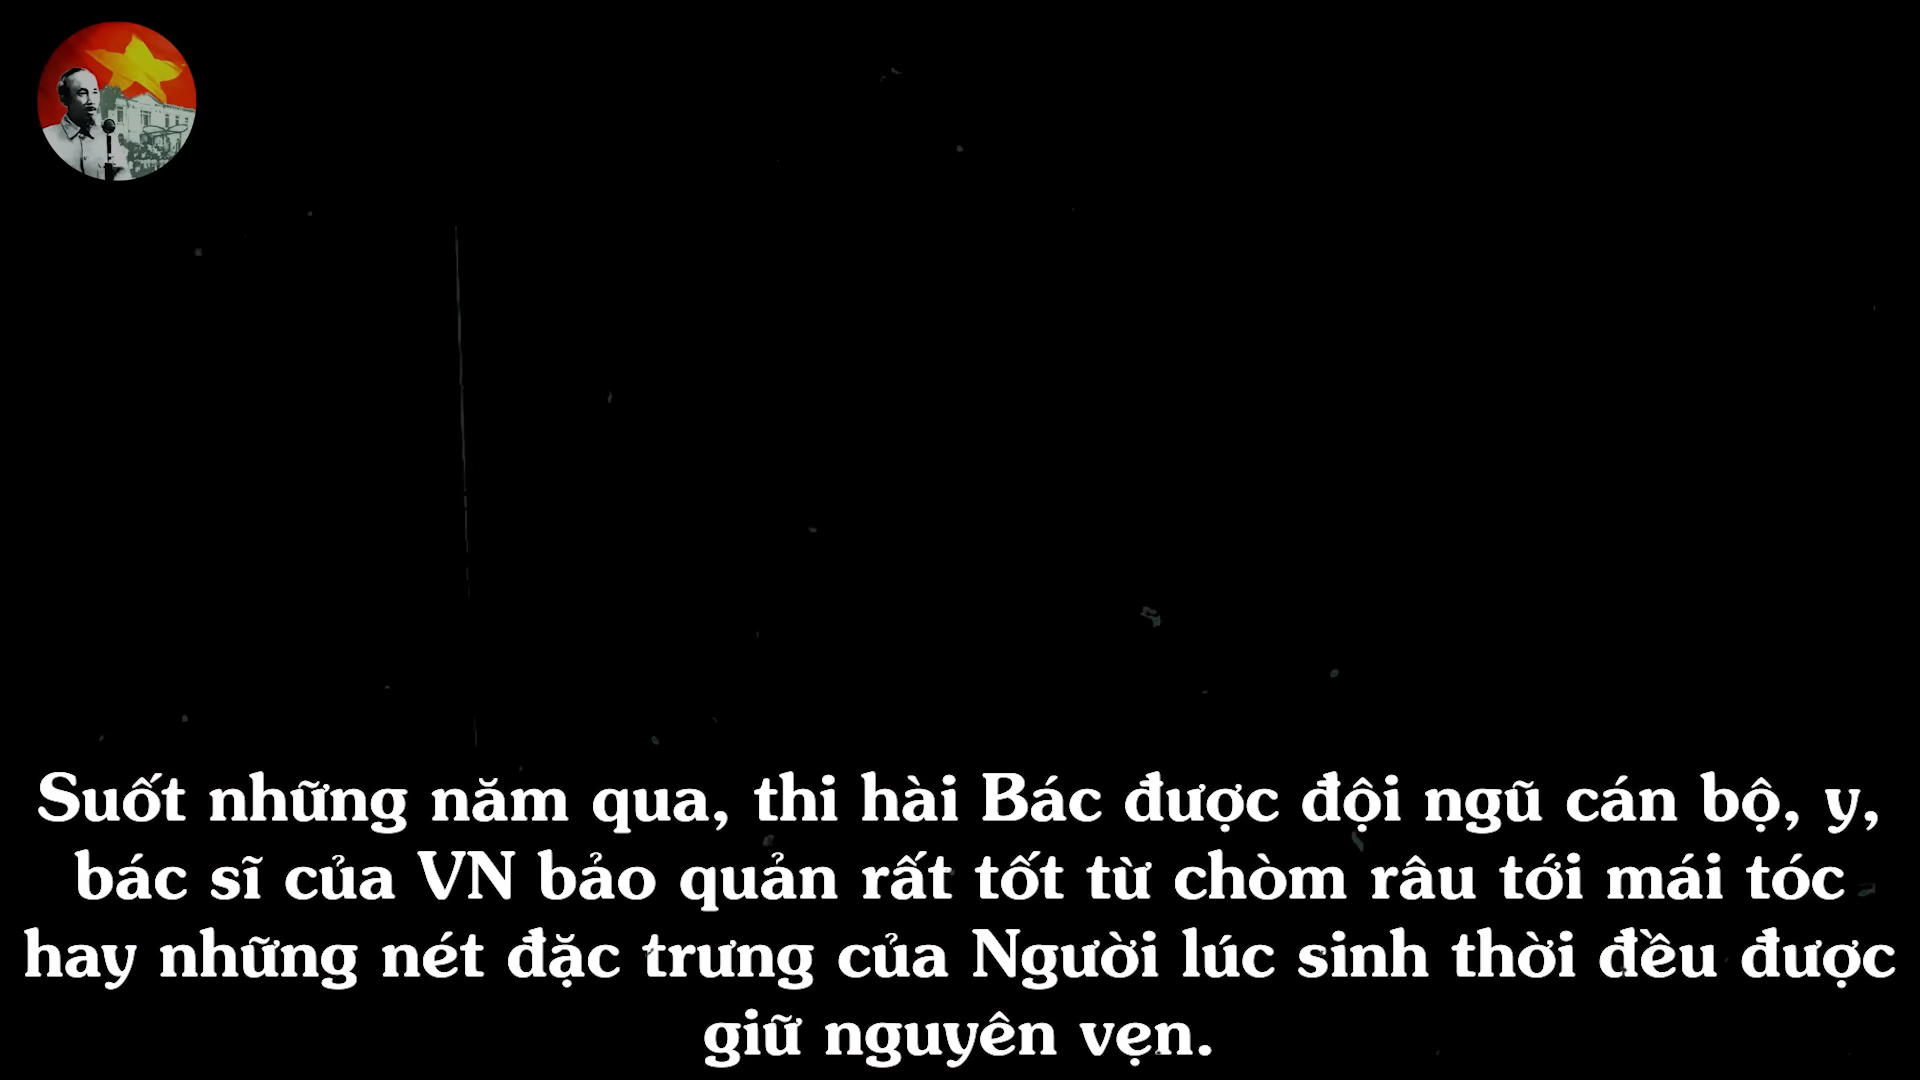 Suốt những năm qua, thi hài Bác được đội ngũ cán bộ, y,
bác sĩ của VN bảo quản rất tốt từ chòm râu tới mái tóc
hay những nét đặc trưng của Người lúc sinh thời đều được
giữ nguyên vẹn.